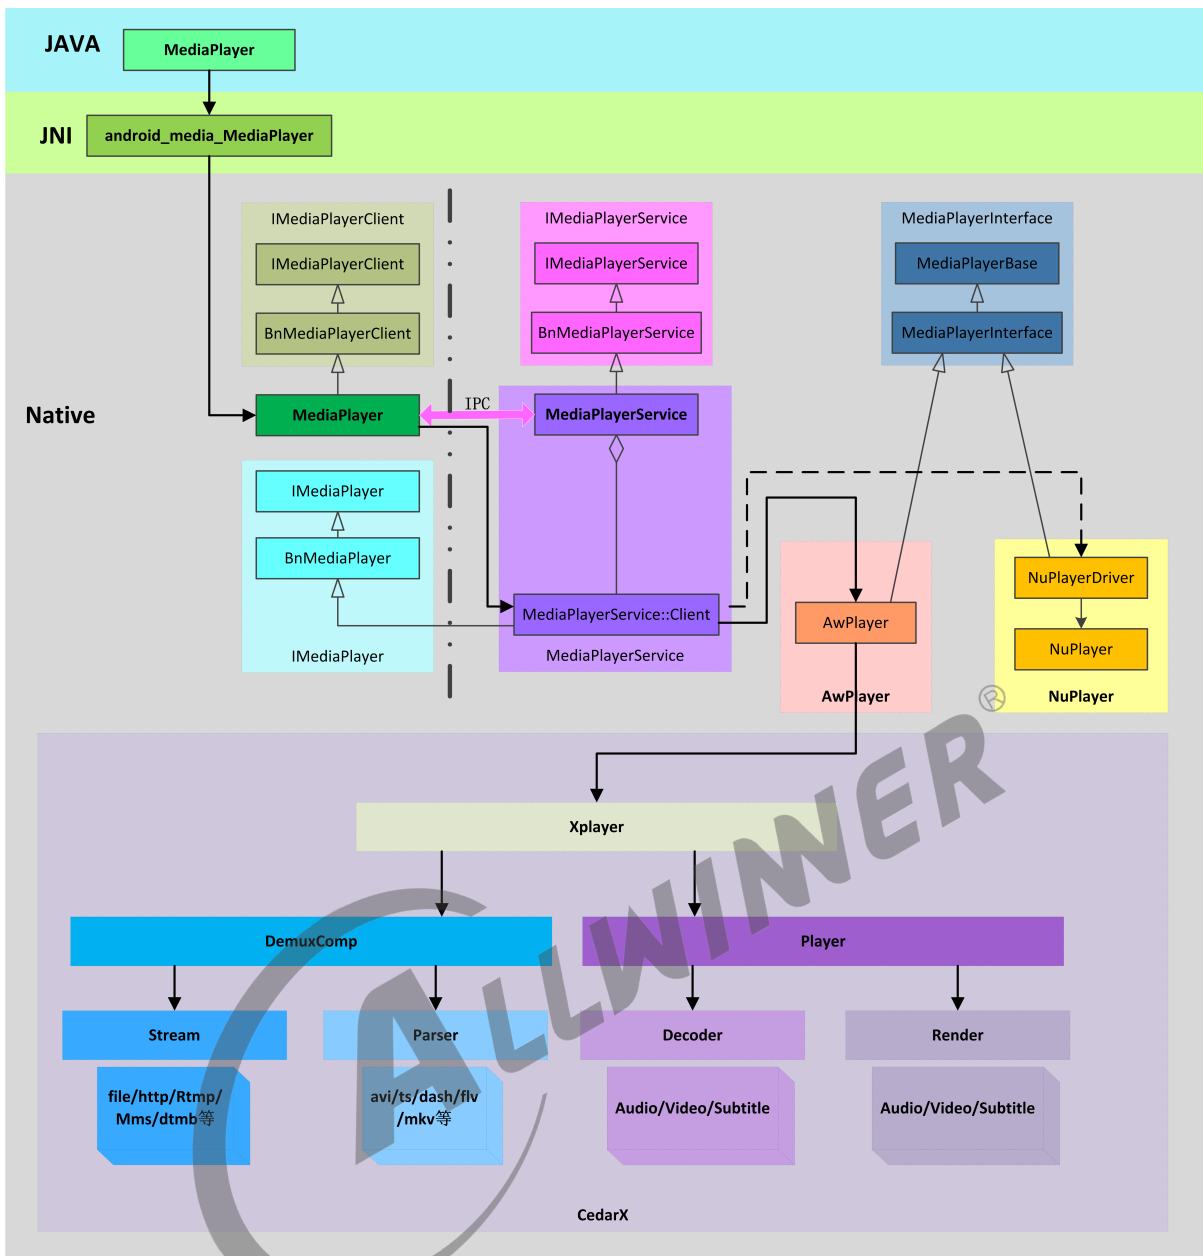 JAVA
MediaPlayer
JNI
android_media_MediaPlayer
Native
IMediaPlayerClient
IMediaPlayerClient
BnMediaPlayerClient
MediaPlayer
IPC
IMediaPlayerService
IMediaPlayerService
BnMediaPlayerService
MediaPlayerService
MediaPlayerInterface
MediaPlayerBase
MediaPlayerInterface
IMediaPlayer
BnMediaPlayer
IMediaPlayer
MediaPlayerService::Client
MediaPlayerService
AwPlayer
AwPlayer
NuPlayerDriver
NuPlayer
NuPlayer
Xplayer
DemuxComp
Player
Stream
Parser
Decoder
Render
file/http/Rtmp/
Mms/dtmb等
avi/ts/dash/flv
/mkv等
Audio/Video/Subtitle
Audio/Video/Subtitle
CedarX
ALLWINNER®